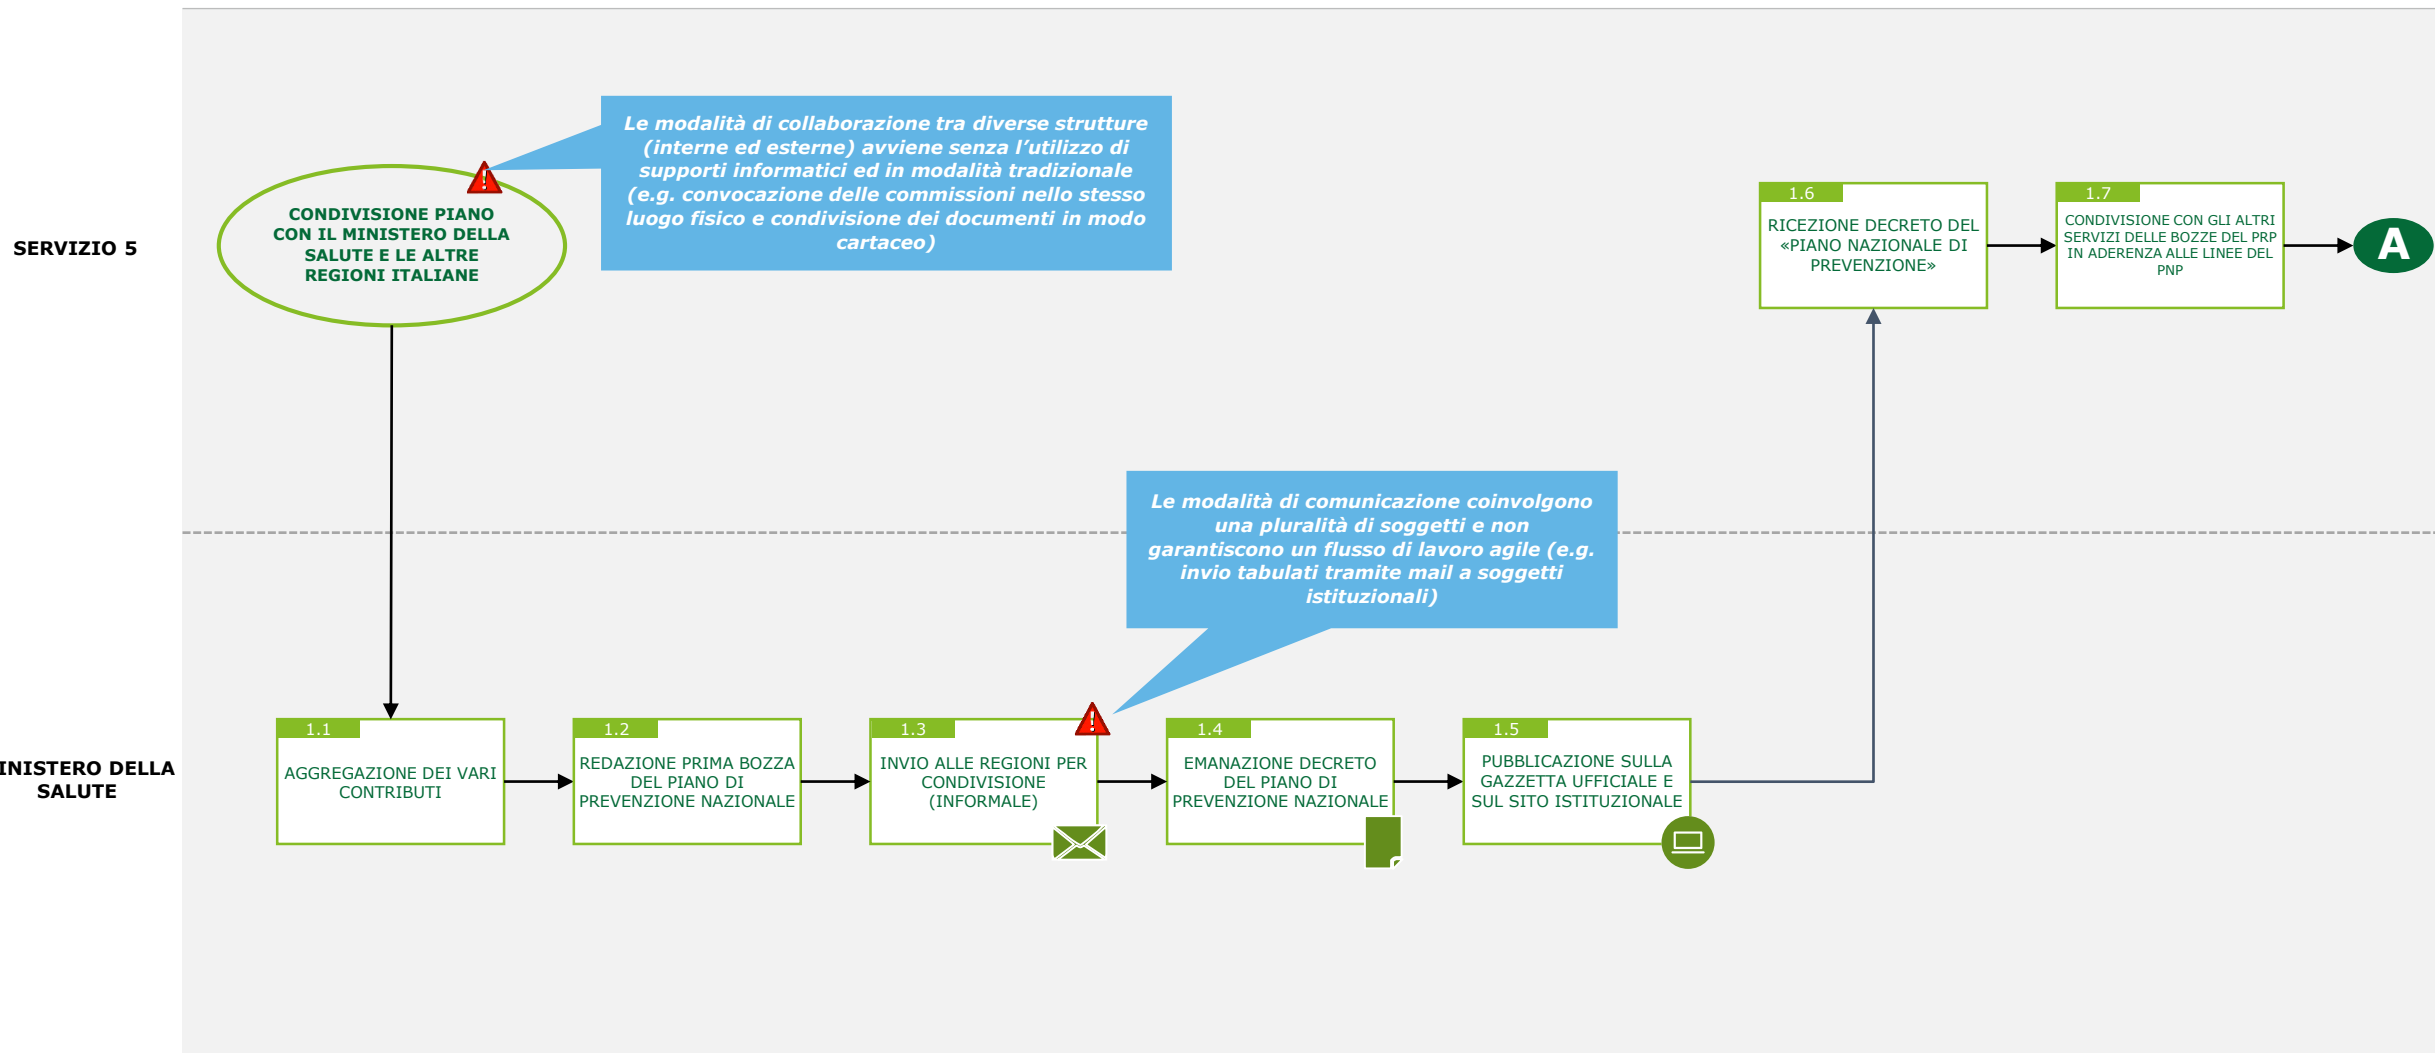 SERVIZIO 5
CONDIVISIONE PIANO
CON IL MINISTERO DELLA
SALUTE E LE ALTRE
REGIONI ITALIANE
Le modalità di collaborazione tra diverse strutture
(interne ed esterne) avviene senza l’utilizzo di
supporti informatici ed in modalità tradizionale
(e.g. convocazione delle commissioni nello stesso
luogo fisico e condivisione dei documenti in modo
cartaceo)
1.6
RICEZIONE DECRETO DEL
«PIANO NAZIONALE DI
PREVENZIONE»
1.7
CONDIVISIONE CON GLI ALTRI
SERVIZI DELLE BOZZE DEL PRP
IN ADERENZA ALLE LINEE DEL
PNP
A
Le modalità di comunicazione coinvolgono
una pluralità di soggetti e non
garantiscono un flusso di lavoro agile (e.g.
invio tabulati tramite mail a soggetti
istituzionali)
INISTERO DELLA
SALUTE
1.1
AGGREGAZIONE DEI VARI
CONTRIBUTI
1.2
REDAZIONE PRIMA BOZZA
DEL PIANO DI
PREVENZIONE NAZIONALE
1.3
INVIO ALLE REGIONI PER
CONDIVISIONE
(INFORMALE)
1.4
EMANAZIONE DECRETO
DEL PIANO DI
PREVENZIONE NAZIONALE
1.5
PUBBLICAZIONE SULLA
GAZZETTA UFFICIALE E
SUL SITO ISTITUZIONALE